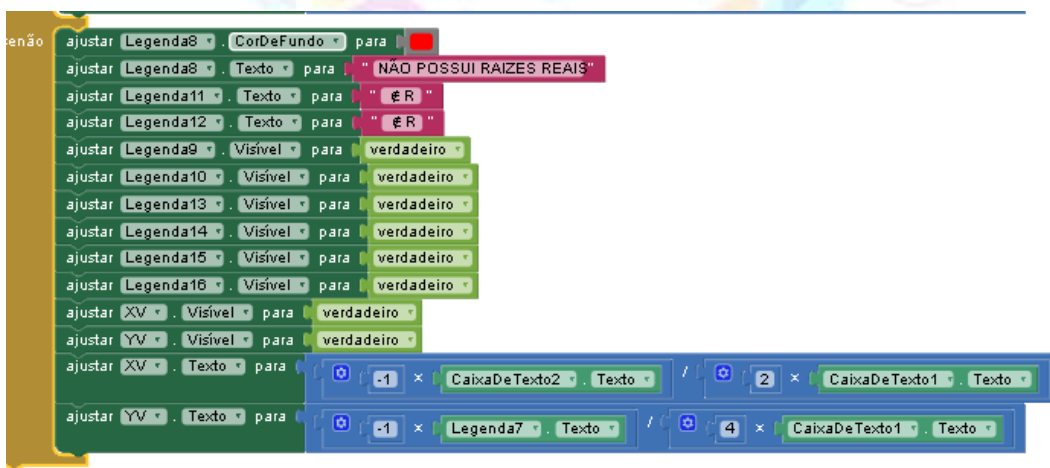 senão ajustar Legenda8 . CorDeFundo para
ajustar Legenda8 . Texto para " NÃO POSSUI RAIZES REAIS"
ajustar Legenda11 . Texto para " ∉ R "
ajustar Legenda12 . Texto para " ∉ R "
ajustar Legenda9 . Visível para verdadeiro
ajustar Legenda10 . Visível para verdadeiro
ajustar Legenda13 . Visível para verdadeiro
ajustar Legenda14 . Visível para verdadeiro
ajustar Legenda15 . Visível para verdadeiro
ajustar Legenda16 . Visível para verdadeiro
ajustar XV . Visível para verdadeiro
ajustar YV . Visível para verdadeiro
ajustar XV . Texto para -1 × CaixaDeTexto2 . Texto / 2 × CaixaDeTexto1 . Texto
ajustar YV . Texto para -1 × Legenda7 . Texto / 4 × CaixaDeTexto1 . Texto